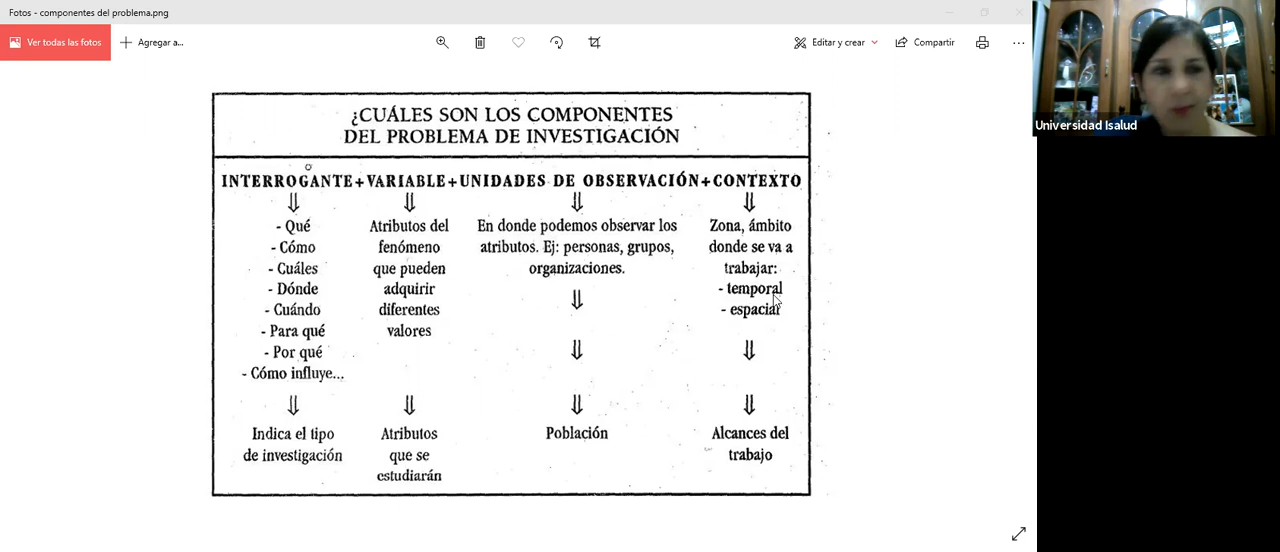 Fotos - componentes del problema.png
Ver todas las fotos
Agregar a...
Editar y crear
Compartir
Universidad Isalud
¿CUÁLES SON LOS COMPONENTES
DEL PROBLEMA DE INVESTIGACIÓN
INTERROGANTE+VARIABLE+UNIDADES DE OBSERVACIÓN+CONTEXTO
- Qué
- Cómo
- Cuáles
- Dónde
- Cuándo
- Para qué
- Por qué
- Cómo influye...
Indica el tipo
de investigación
Atributos del
fenómeno
que pueden
adquirir
diferentes
valores
Atributos
que se
estudiarán
En donde podemos observar los
atributos. Ej: personas, grupos,
organizaciones.
Población
Zona, ámbito
donde se va a
trabajar:
- temporal
- espacial
Alcances del
trabajo